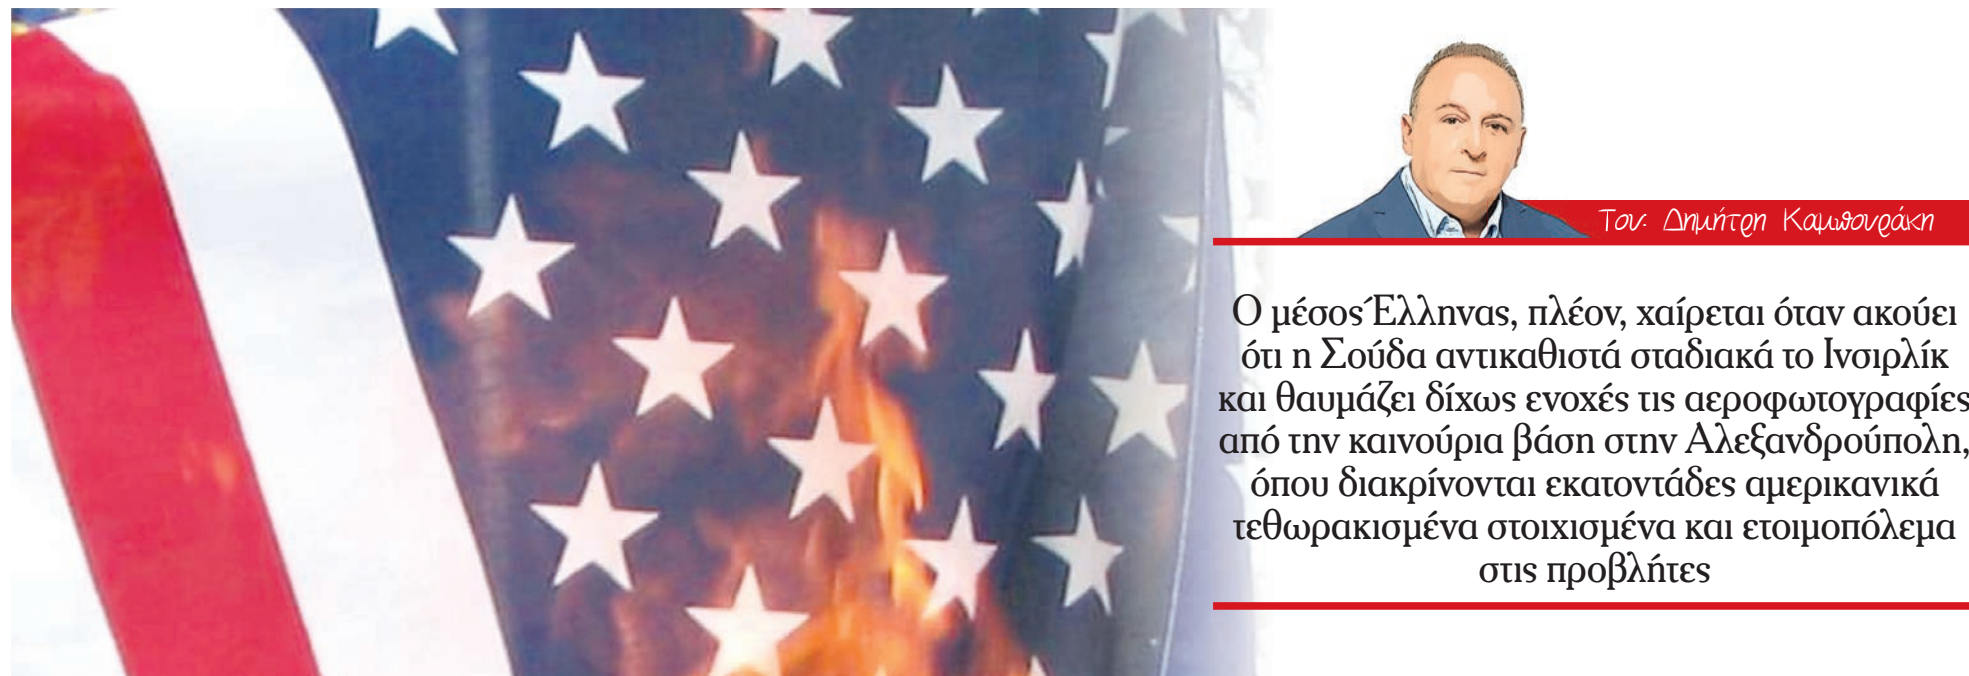 Του: Δημήτρη Καμπουράκη
Ο μέσος Έλληνας, πλέον, χαίρεται όταν ακούει
ότι η Σούδα αντικαθιστά σταδιακά το Ινσιρλίκ
και θαυμάζει δίχως ενοχές τις αεροφωτογραφίες
από την καινούρια βάση στην Αλεξανδρούπολη,
όπου διακρίνονται εκατοντάδες αμερικανικά
τεθωρακισμένα στοιχισμένα και ετοιμοπόλεμα
στις προβλήτες